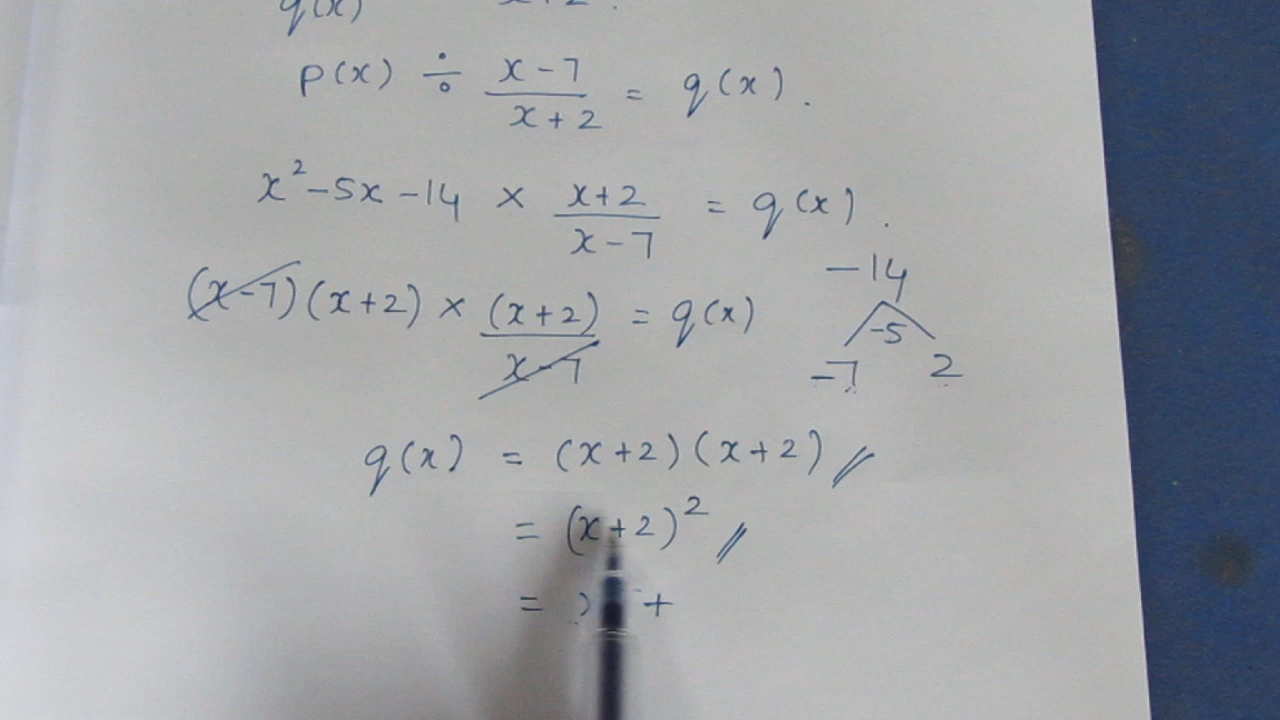 q(x) x+2.
p(x) ÷ x-7/x+2 = q(x).
x²-5x-14 × x+2/x-7 = q(x).
-14
-5
-7 2
(x-7)(x+2) × (x+2)/x-7 = q(x)
q(x) = (x+2)(x+2) //
= (x+2)² //
= +